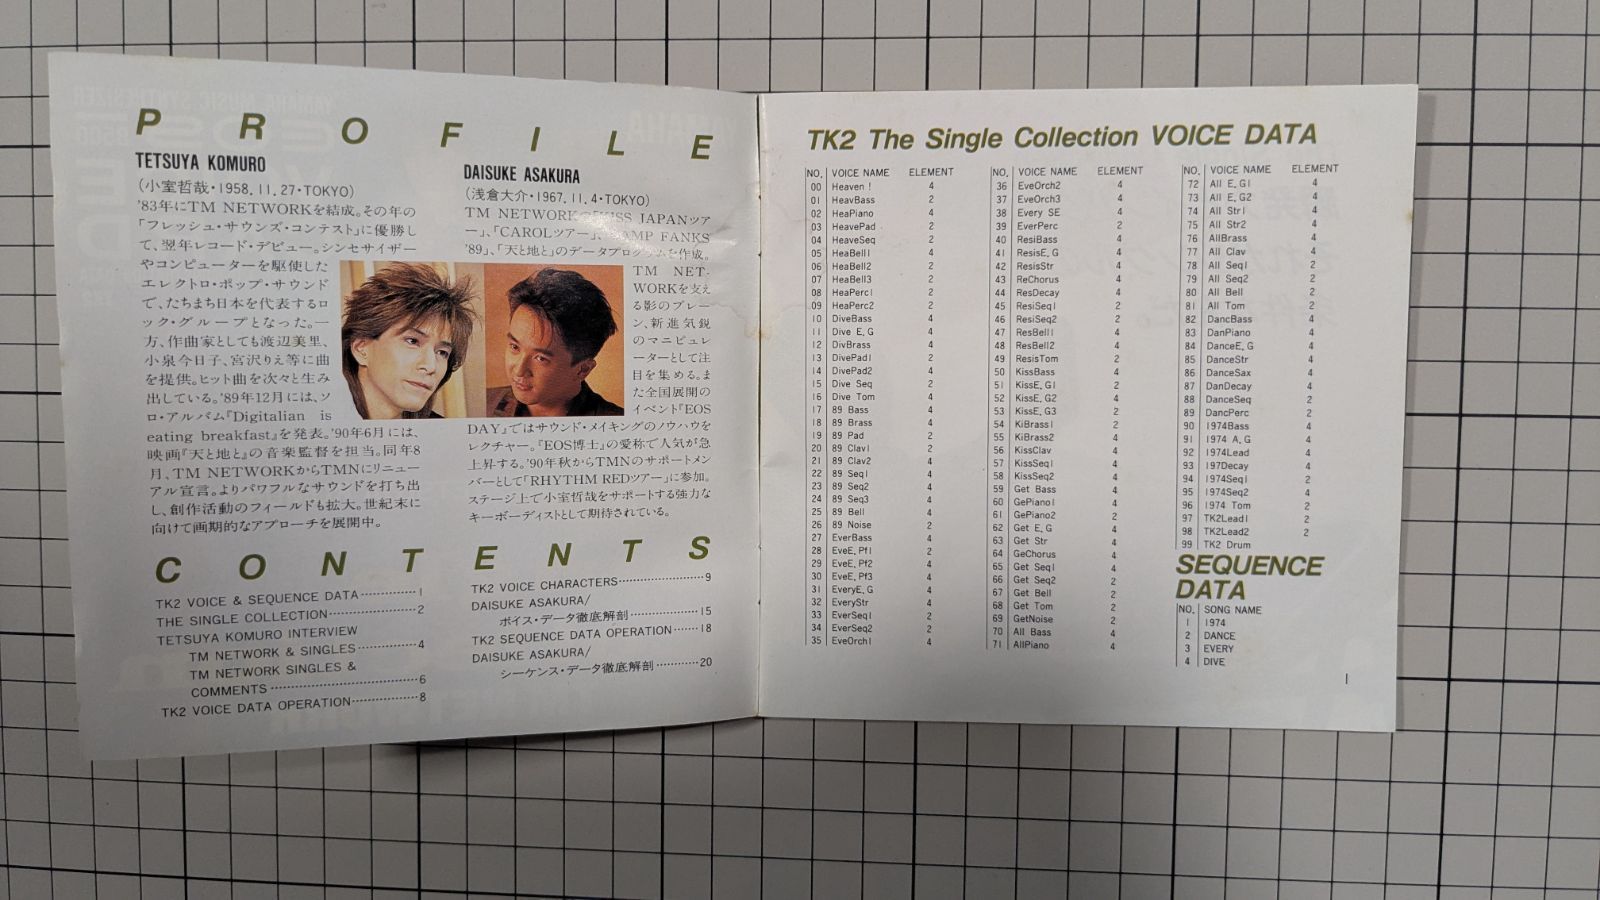 PROFILE
TETSUYA KOMURO
(小室哲哉・1958.11.27・TOKYO)
'83年にTM NETWORKを結成。その年の
「フレッシュ・サウンズ・コンテスト」に優勝し
て、翌年レコード・デビュー。シンセサイザー
やコンピューターを駆使した
エレクトロ・ポップ・サウンド
で、たちまち日本を代表するロ
ック・グループとなった。一
方、作曲家としても渡辺美里、
小泉今日子、宮沢りえ等に曲
を提供。ヒット曲を次々と生み
出している。'89年12月には、ソ
ロ・アルバム『Digitalian is
eating breakfast』を発表。'90年6月には、
映画『天と地と』の音楽監督を担当。同年8
月、TM NETWORKからTMNにリニュー
アル宣言。よりパワフルなサウンドを打ち出
し、創作活動のフィールドも拡大。世紀末に
向けて画期的なアプローチを展開中。
DAISUKE ASAKURA
(浅倉大介・1967.11.4・TOKYO)
TM NETWORKの「KISS JAPANツア
ー」、「CAROLツアー」、「CAMP FANKS
'89」、「天と地と」のデータプログラムを作成。
TM NET-
WORKを支え
る影のブレー
ン、新進気鋭
のマニピュレ
ーターとして注
目を集める。ま
た全国展開の
イベント『EOS
DAY』ではサウンド・メイキングのノウハウを
レクチャー。『EOS博士』の愛称で人気が急
上昇する。'90年秋からTMNのサポートメン
バーとして「RHYTHM REDツアー」に参加。
ステージ上で小室哲哉をサポートする強力な
キーボーディストとして期待されている。
CONTENTS
TK2 VOICE & SEQUENCE DATA……………1
THE SINGLE COLLECTION……………2
TETSUYA KOMURO INTERVIEW
TM NETWORK & SINGLES……………4
TM NETWORK SINGLES &
COMMENTS……………6
TK2 VOICE DATA OPERATION……………8
TK2 VOICE CHARACTERS……………9
DAISUKE ASAKURA/
ボイス・データ徹底解剖……………15
TK2 SEQUENCE DATA OPERATION……18
DAISUKE ASAKURA/
シーケンス・データ徹底解剖…………20
TK2 The Single Collection VOICE DATA
NO. VOICE NAME ELEMENT
00 Heaven ! 4
01 HeavBass 2
02 HeaPiano 4
03 HeavePad 2
04 HeaveSeq 2
05 HeaBell1 4
06 HeaBell2 2
07 HeaBell3 2
08 HeaPerc1 2
09 HeaPerc2 4
10 DiveBass 4
11 Dive E.G 4
12 DivBrass 4
13 DivePad1 2
14 DivePad2 4
15 Dive Seq 2
16 Dive Tom 4
17 89 Bass 4
18 89 Brass 4
19 89 Pad 2
20 89 Clav1 2
21 89 Clav2 4
22 89 Seq1 4
23 89 Seq2 4
24 89 Seq3 4
25 89 Bell 4
26 89 Noise 2
27 EverBass 4
28 EveE.Pf1 2
29 EveE.Pf2 4
30 EveE.Pf3 4
31 EveryE.G 4
32 EveryStr 4
33 EverSeq1 2
34 EverSeq2 2
35 EveOrch1 4
NO. VOICE NAME ELEMENT
36 EveOrch2 4
37 EveOrch3 4
38 Every SE 4
39 EverPerc 2
40 ResiBass 4
41 ResisE.G 4
42 ResisStr 4
43 ReChorus 4
44 ResDecay 4
45 ResiSeq1 2
46 ResiSeq2 2
47 ResBell1 4
48 ResBell2 4
49 ResisTom 2
50 KissBass 4
51 KissE.G1 2
52 KissE.G2 4
53 KissE.G3 2
54 KiBrass1 2
55 KiBrass2 4
56 KissClav 4
57 KissSeq1 4
58 KissSeq2 4
59 Get Bass 4
60 GePiano1 4
61 GePiano2 2
62 Get E.G 4
63 Get Str 4
64 GeChorus 4
65 Get Seq1 4
66 Get Seq2 2
67 Get Bell 2
68 Get Tom 2
69 GetNoise 2
70 All Bass 4
71 AllPiano 4
NO. VOICE NAME ELEMENT
72 All E.G1 4
73 All E.G2 4
74 All Str1 4
75 All Str2 4
76 AllBrass 4
77 All Clav 4
78 All Seq1 2
79 All Seq2 2
80 All Bell 2
81 All Tom 2
82 DancBass 4
83 DanPiano 4
84 DanceE.G 4
85 DanceStr 4
86 DanceSax 4
87 DanDecay 4
88 DanceSeq 2
89 DancPerc 2
90 1974Bass 4
91 1974 A.G 4
92 1974Lead 4
93 197Decay 4
94 1974Seq1 2
95 1974Seq2 4
96 1974 Tom 2
97 TK2Lead1 2
98 TK2Lead2 2
99 TK2 Drum
SEQUENCE
DATA
NO. SONG NAME
1 1974
2 DANCE
3 EVERY
4 DIVE
1